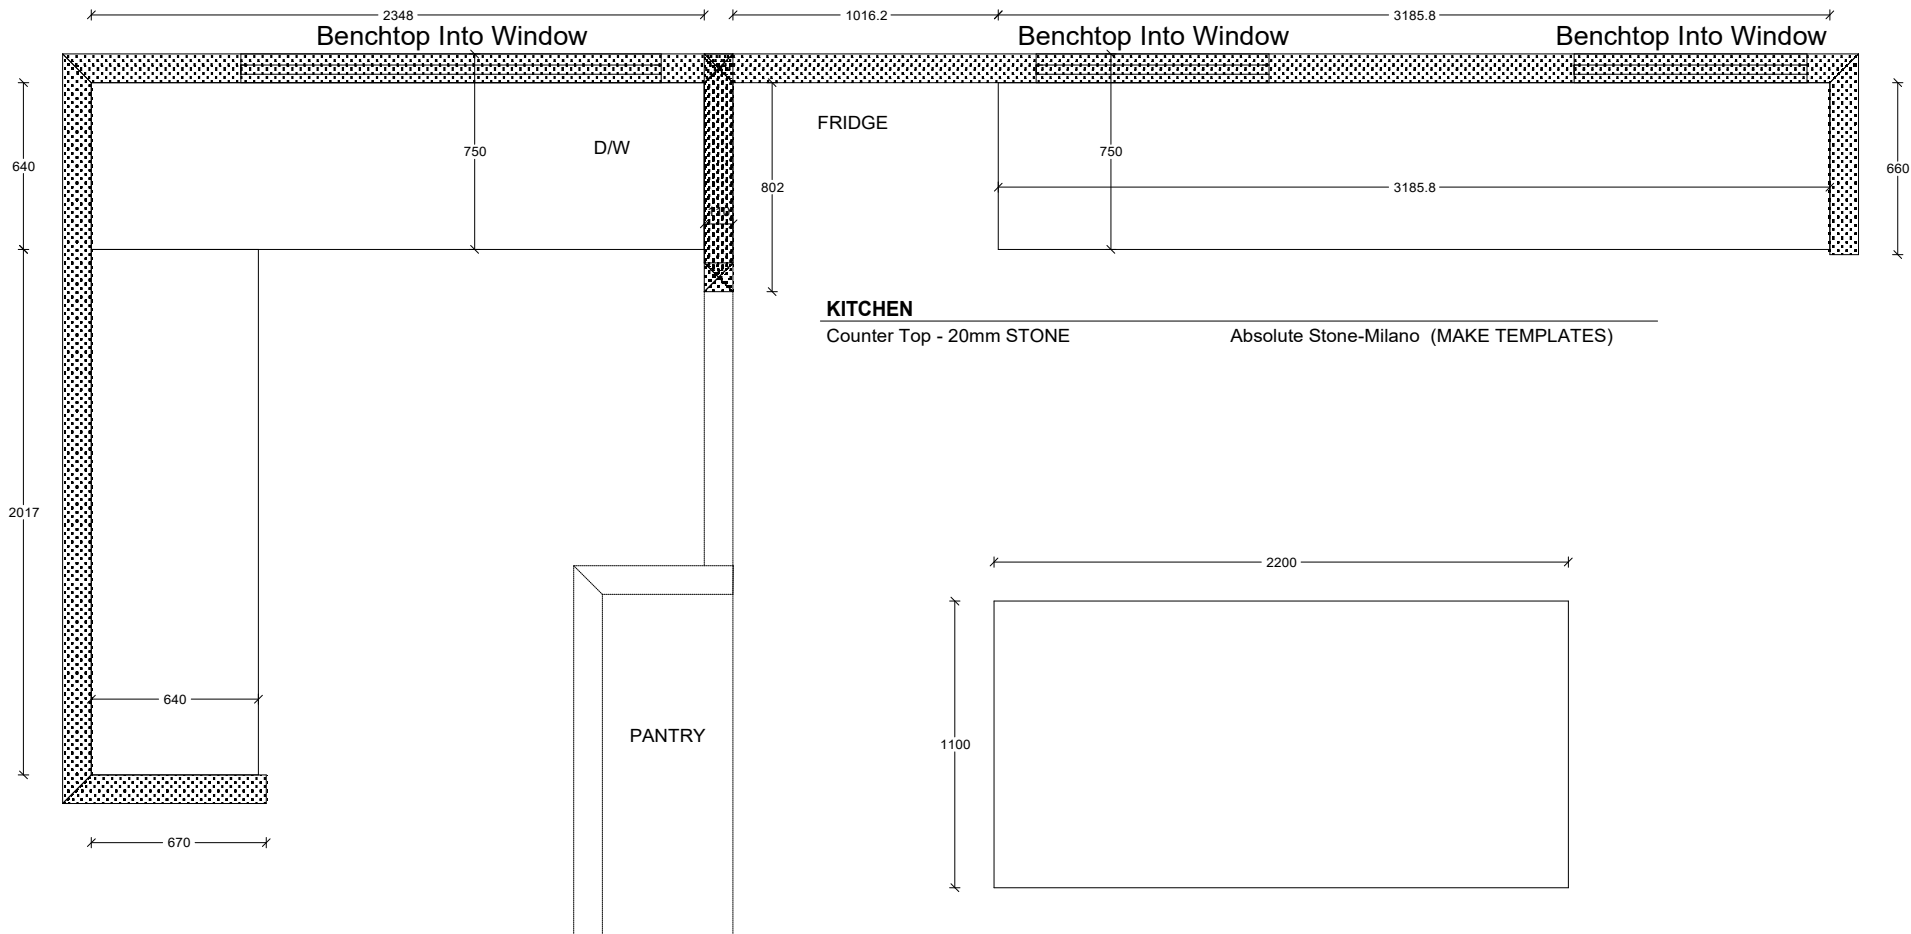 2348
1016.2
3185.8
Benchtop Into Window
Benchtop Into Window
Benchtop Into Window
FRIDGE
D/W
640
750
750
660
802
3185.8
KITCHEN
Counter Top - 20mm STONE
Absolute Stone-Milano (MAKE TEMPLATES)
2017
2200
640
PANTRY
1100
670